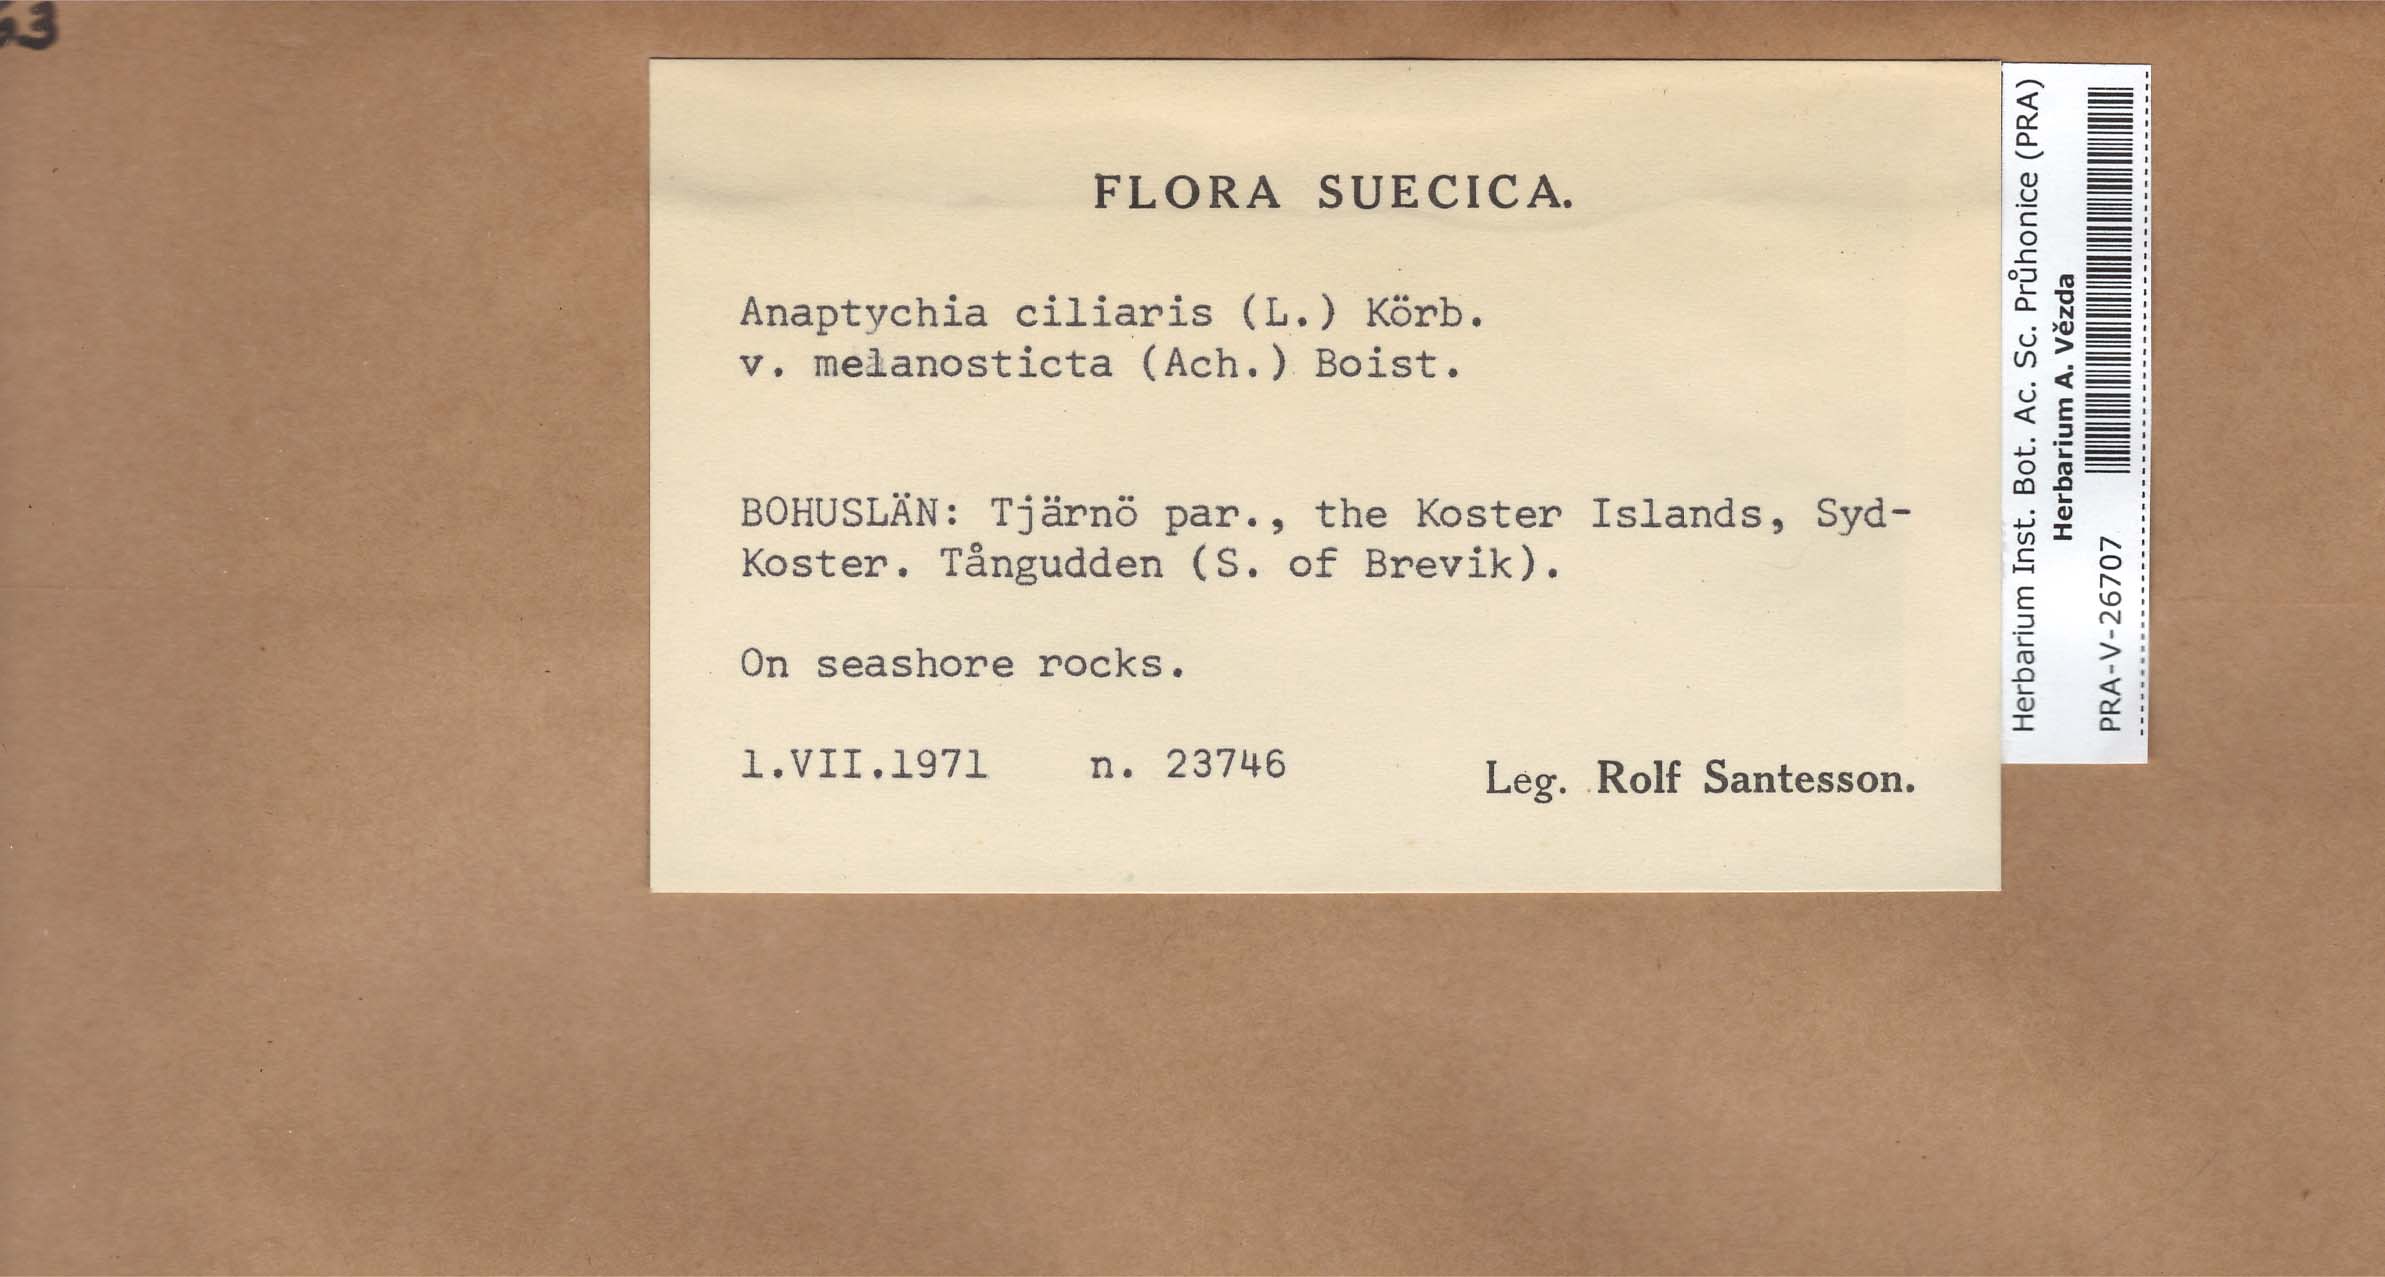 FLORA SUECICA.
Anaptychia ciliaris (L.) Körb.
v. melanosticta (Ach.) Boist.
BOHUSLÄN: Tjärnö par., the Koster Islands, Syd-
Koster. Tångudden (S. of Brevik).
On seashore rocks.
1.VII.1971 n. 23746 Leg. Rolf Santesson.
Herbarium Inst. Bot. Ac. Sc. Průhonice (PRA)
Herbarium A. Vězda
PRA-V-26707